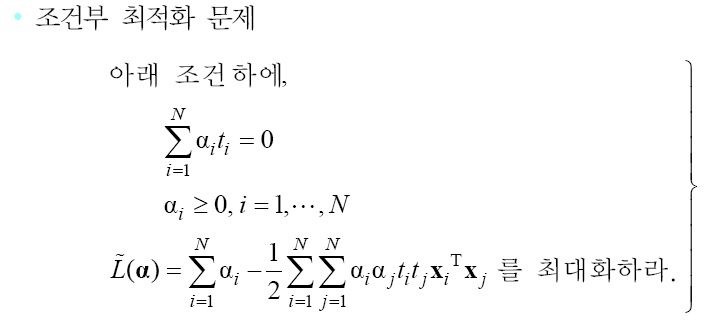 • 조건부 최적화 문제
아래 조건하에,
∑_{i=1}^{N} α_i t_i = 0
α_i ≥ 0, i = 1,⋯, N
L̃(α) = ∑_{i=1}^{N} α_i − 1/2 ∑_{i=1}^{N} ∑_{j=1}^{N} α_i α_j t_i t_j x_i^T x_j 를 최대화하라.